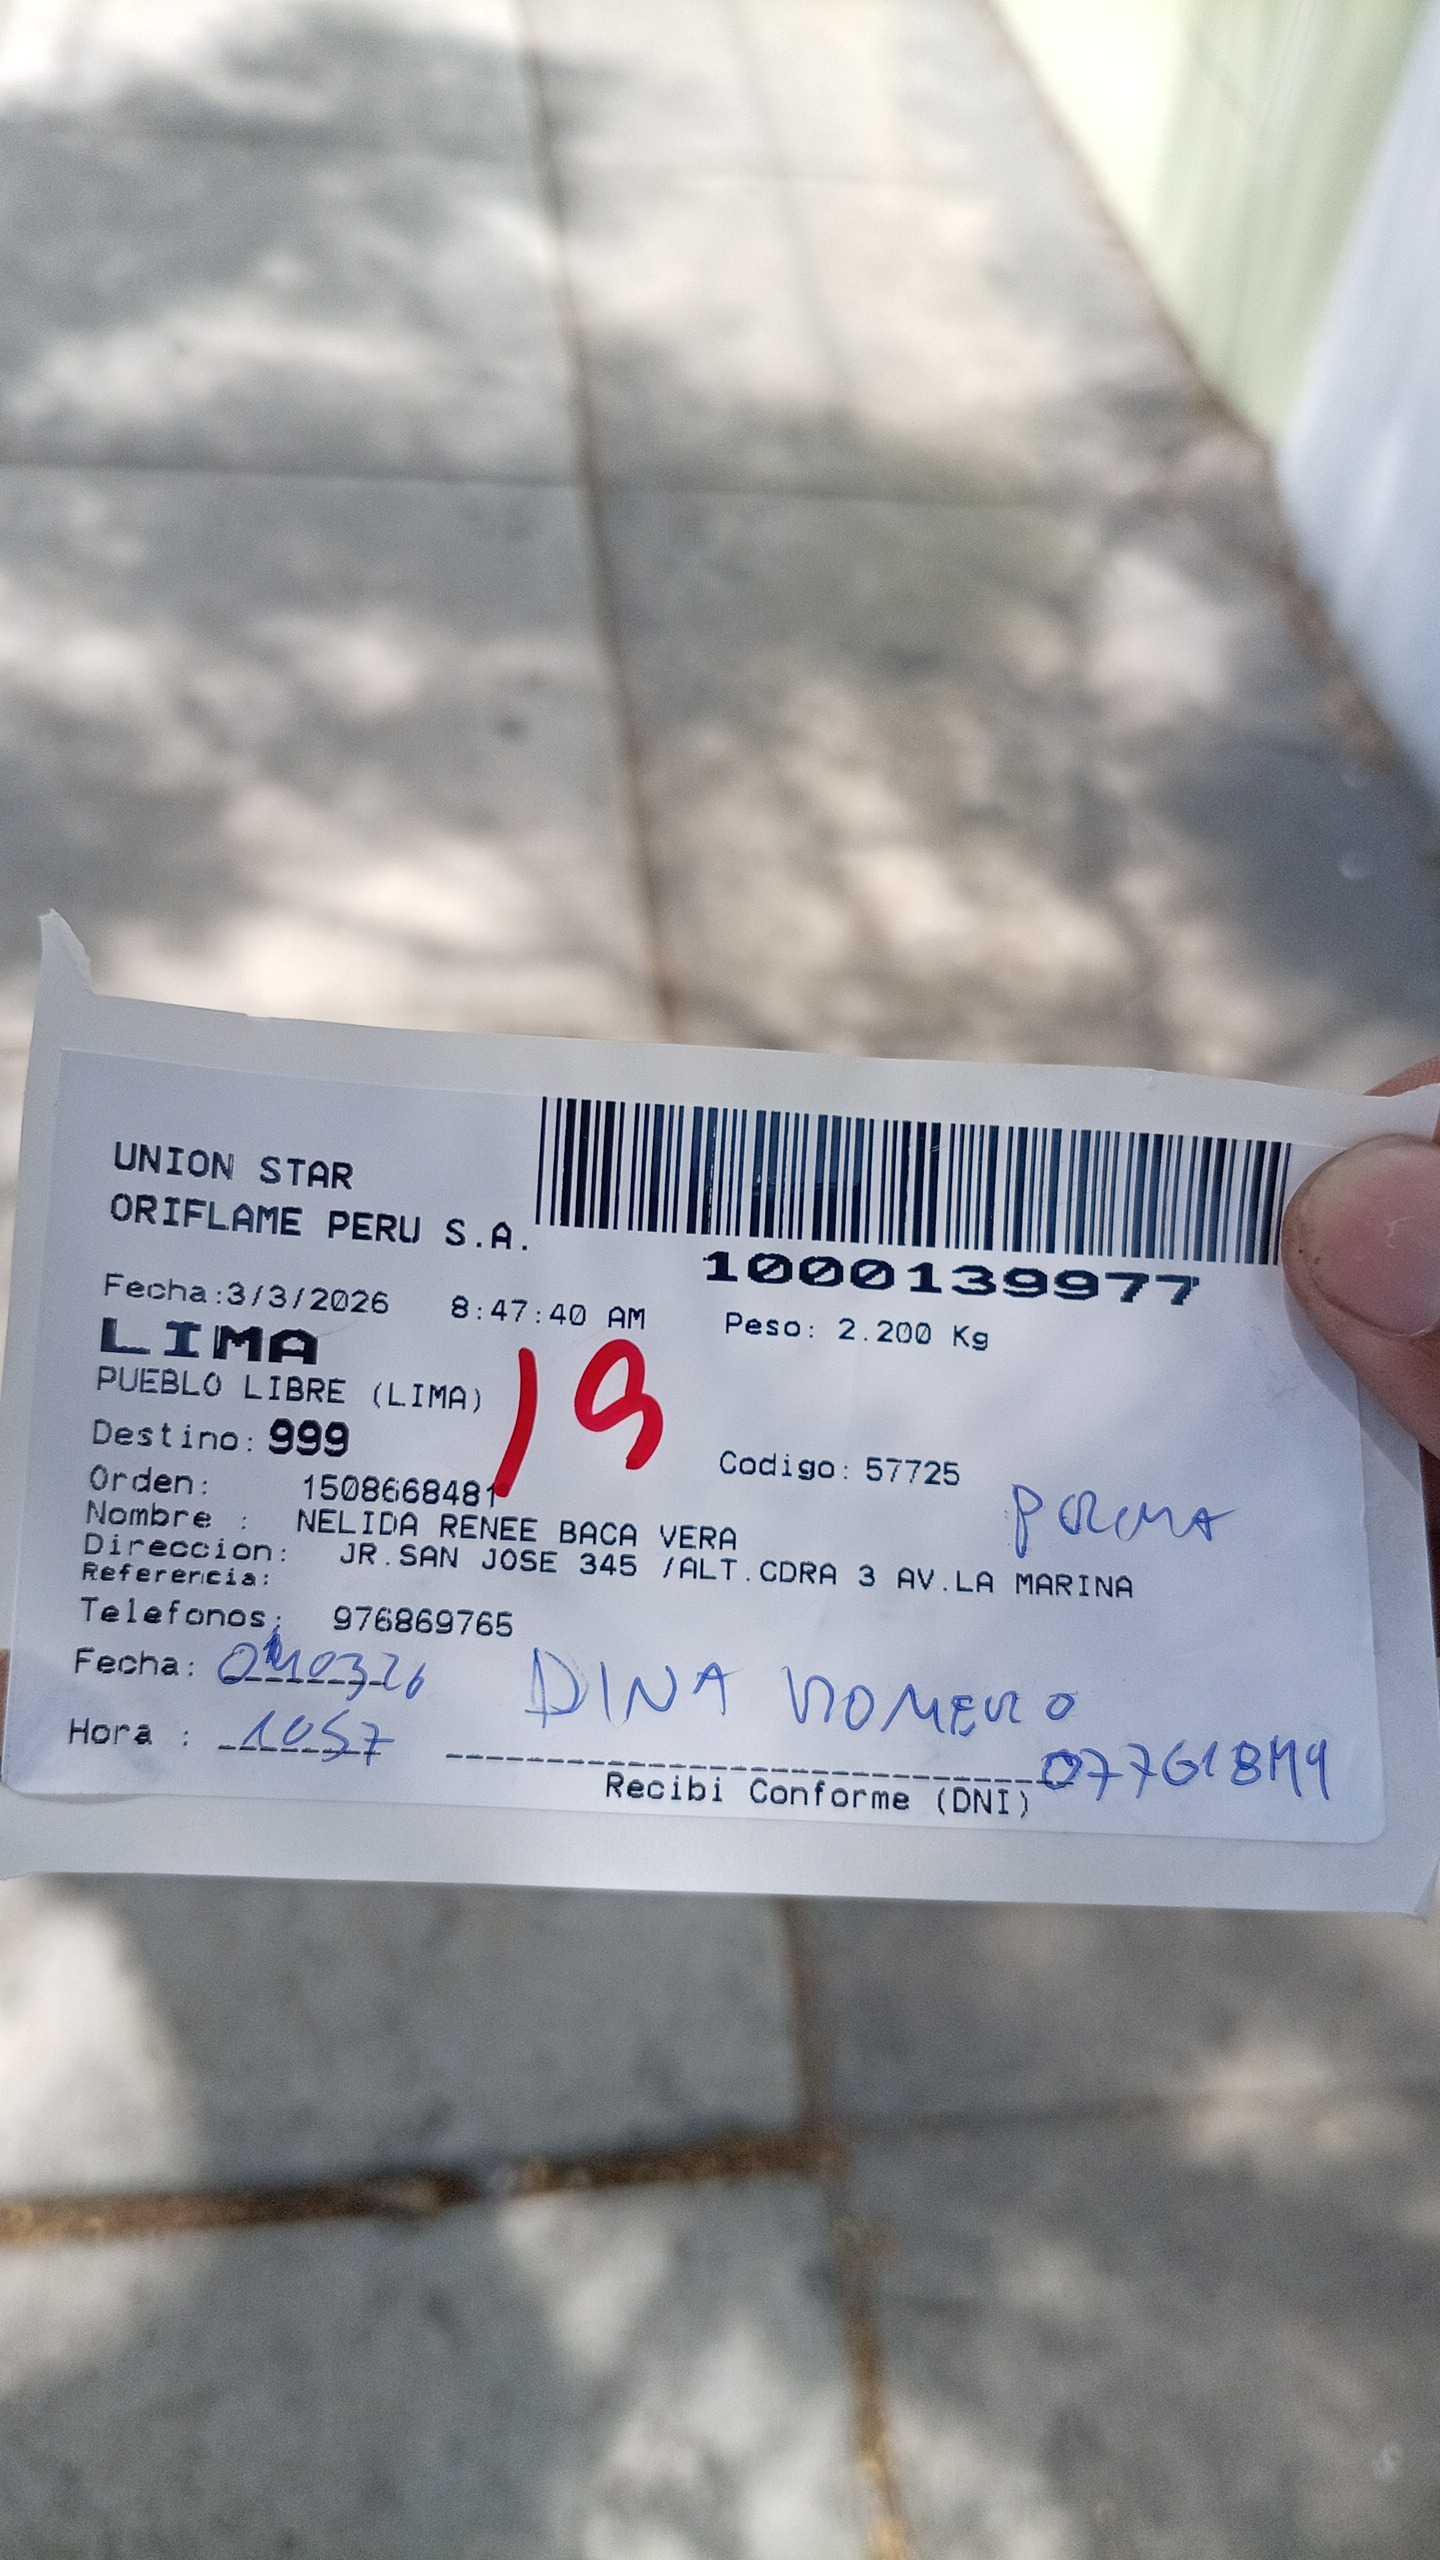 UNION STAR
ORIFLAME PERU S.A.
1000139977
Fecha:3/3/2026 8:47:40 AM Peso: 2.200 Kg
LIMA
PUEBLO LIBRE (LIMA)
19
Destino: 999 Codigo: 57725
Orden: 1508668481
Nombre : NELIDA RENEE BACA VERA
Direccion: JR.SAN JOSE 345 /ALT.CDRA 3 AV.LA MARINA
Referencia:
Telefonos: 976869765
Fecha:
DINA ROMERO
Hora : 1057
Recibi Conforme (DNI)